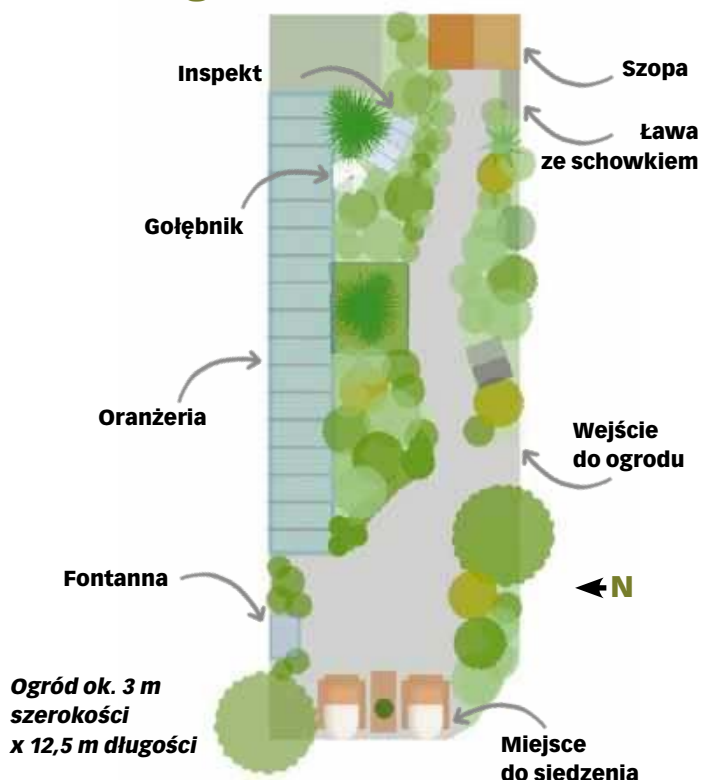 Inspekt
Szopa
Ława
ze schowkiem
Gołębnik
Oranżeria
Wejście
do ogrodu
Fontanna
N
Ogród ok. 3 m
szerokości
x 12,5 m długości
Miejsce
do siedzenia